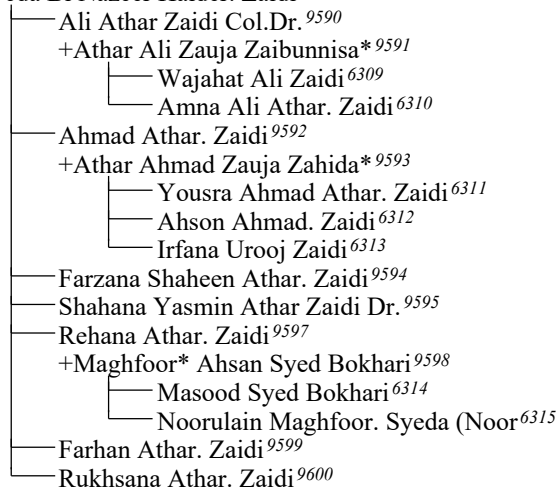 Ali Athar Zaidi Col.Dr. 9590
+Athar Ali Zauja Zaibunnisa* 9591
Wajahat Ali Zaidi 6309
Amna Ali Athar. Zaidi 6310
Ahmad Athar. Zaidi 9592
+Athar Ahmad Zauja Zahida* 9593
Yousra Ahmad Athar. Zaidi 6311
Ahson Ahmad. Zaidi 6312
Irfana Urooj Zaidi 6313
Farzana Shaheen Athar. Zaidi 9594
Shahana Yasmin Athar Zaidi Dr. 9595
Rehana Athar. Zaidi 9597
+Maghfoor* Ahsan Syed Bokhari 9598
Masood Syed Bokhari 6314
Noorulain Maghfoor. Syeda (Noor 6315
Farhan Athar. Zaidi 9599
Rukhsana Athar. Zaidi 9600